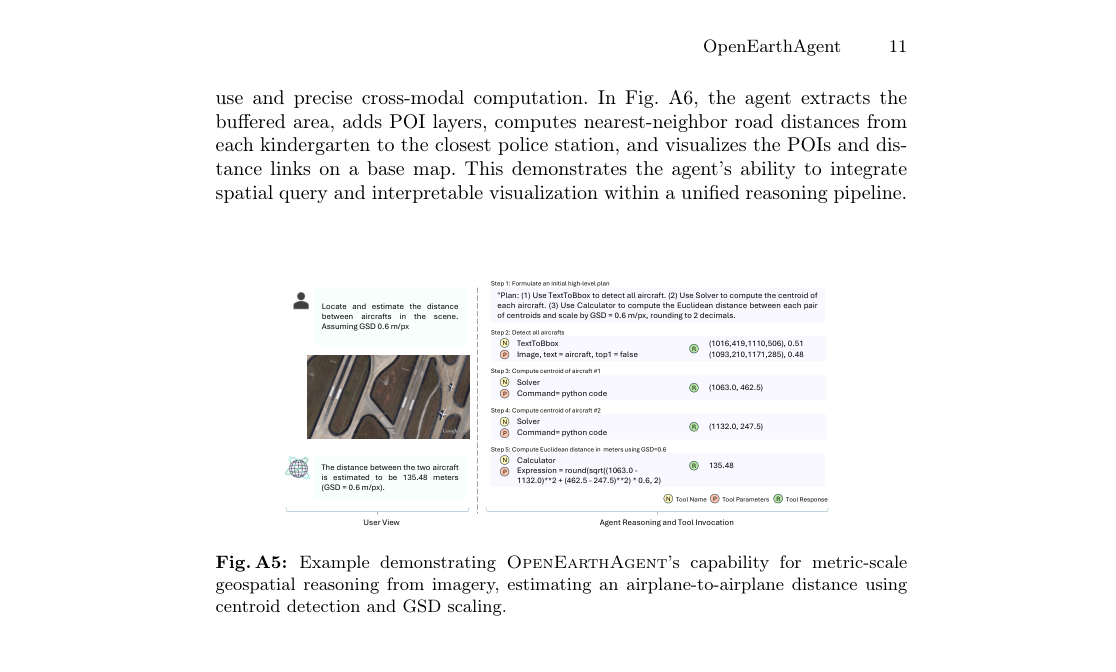 OpenEarthAgent 11
use and precise cross-modal computation. In Fig. A6, the agent extracts the
buffered area, adds POI layers, computes nearest-neighbor road distances from
each kindergarten to the closest police station, and visualizes the POIs and dis-
tance links on a base map. This demonstrates the agent's ability to integrate
spatial query and interpretable visualization within a unified reasoning pipeline.
Locate and estimate the distance
between aircrafts in the scene.
Assuming GSD 0.6 m/px
Google
The distance between the two aircraft
is estimated to be 135.48 meters
(GSD = 0.6 m/px).
User View
Step 1: Formulate an initial high-level plan
"Plan: (1) Use TextToBbox to detect all aircraft. (2) Use Solver to compute the centroid of
each aircraft. (3) Use Calculator to compute the Euclidean distance between each pair
of centroids and scale by GSD = 0.6 m/px, rounding to 2 decimals.
Step 2: Detect all aircrafts
N TextToBbox
P Image, text = aircraft, top1 = false
R (1016,419,1110,506), 0.51
(1093,210,1171,285), 0.48
Step 3: Compute centroid of aircraft #1
N Solver
P Command= python code
R (1063.0, 462.5)
Step 4: Compute centroid of aircraft #2
N Solver
P Command= python code
R (1132.0, 247.5)
Step 5: Compute Euclidean distance in meters using GSD=0.6
N Calculator
P Expression = round(sqrt((1063.0 -
1132.0)**2 + (462.5 - 247.5)**2) * 0.6, 2)
R 135.48
N Tool Name P Tool Parameters R Tool Response
Agent Reasoning and Tool Invocation
Fig. A5: Example demonstrating OpenEarthAgent's capability for metric-scale
geospatial reasoning from imagery, estimating an airplane-to-airplane distance using
centroid detection and GSD scaling.